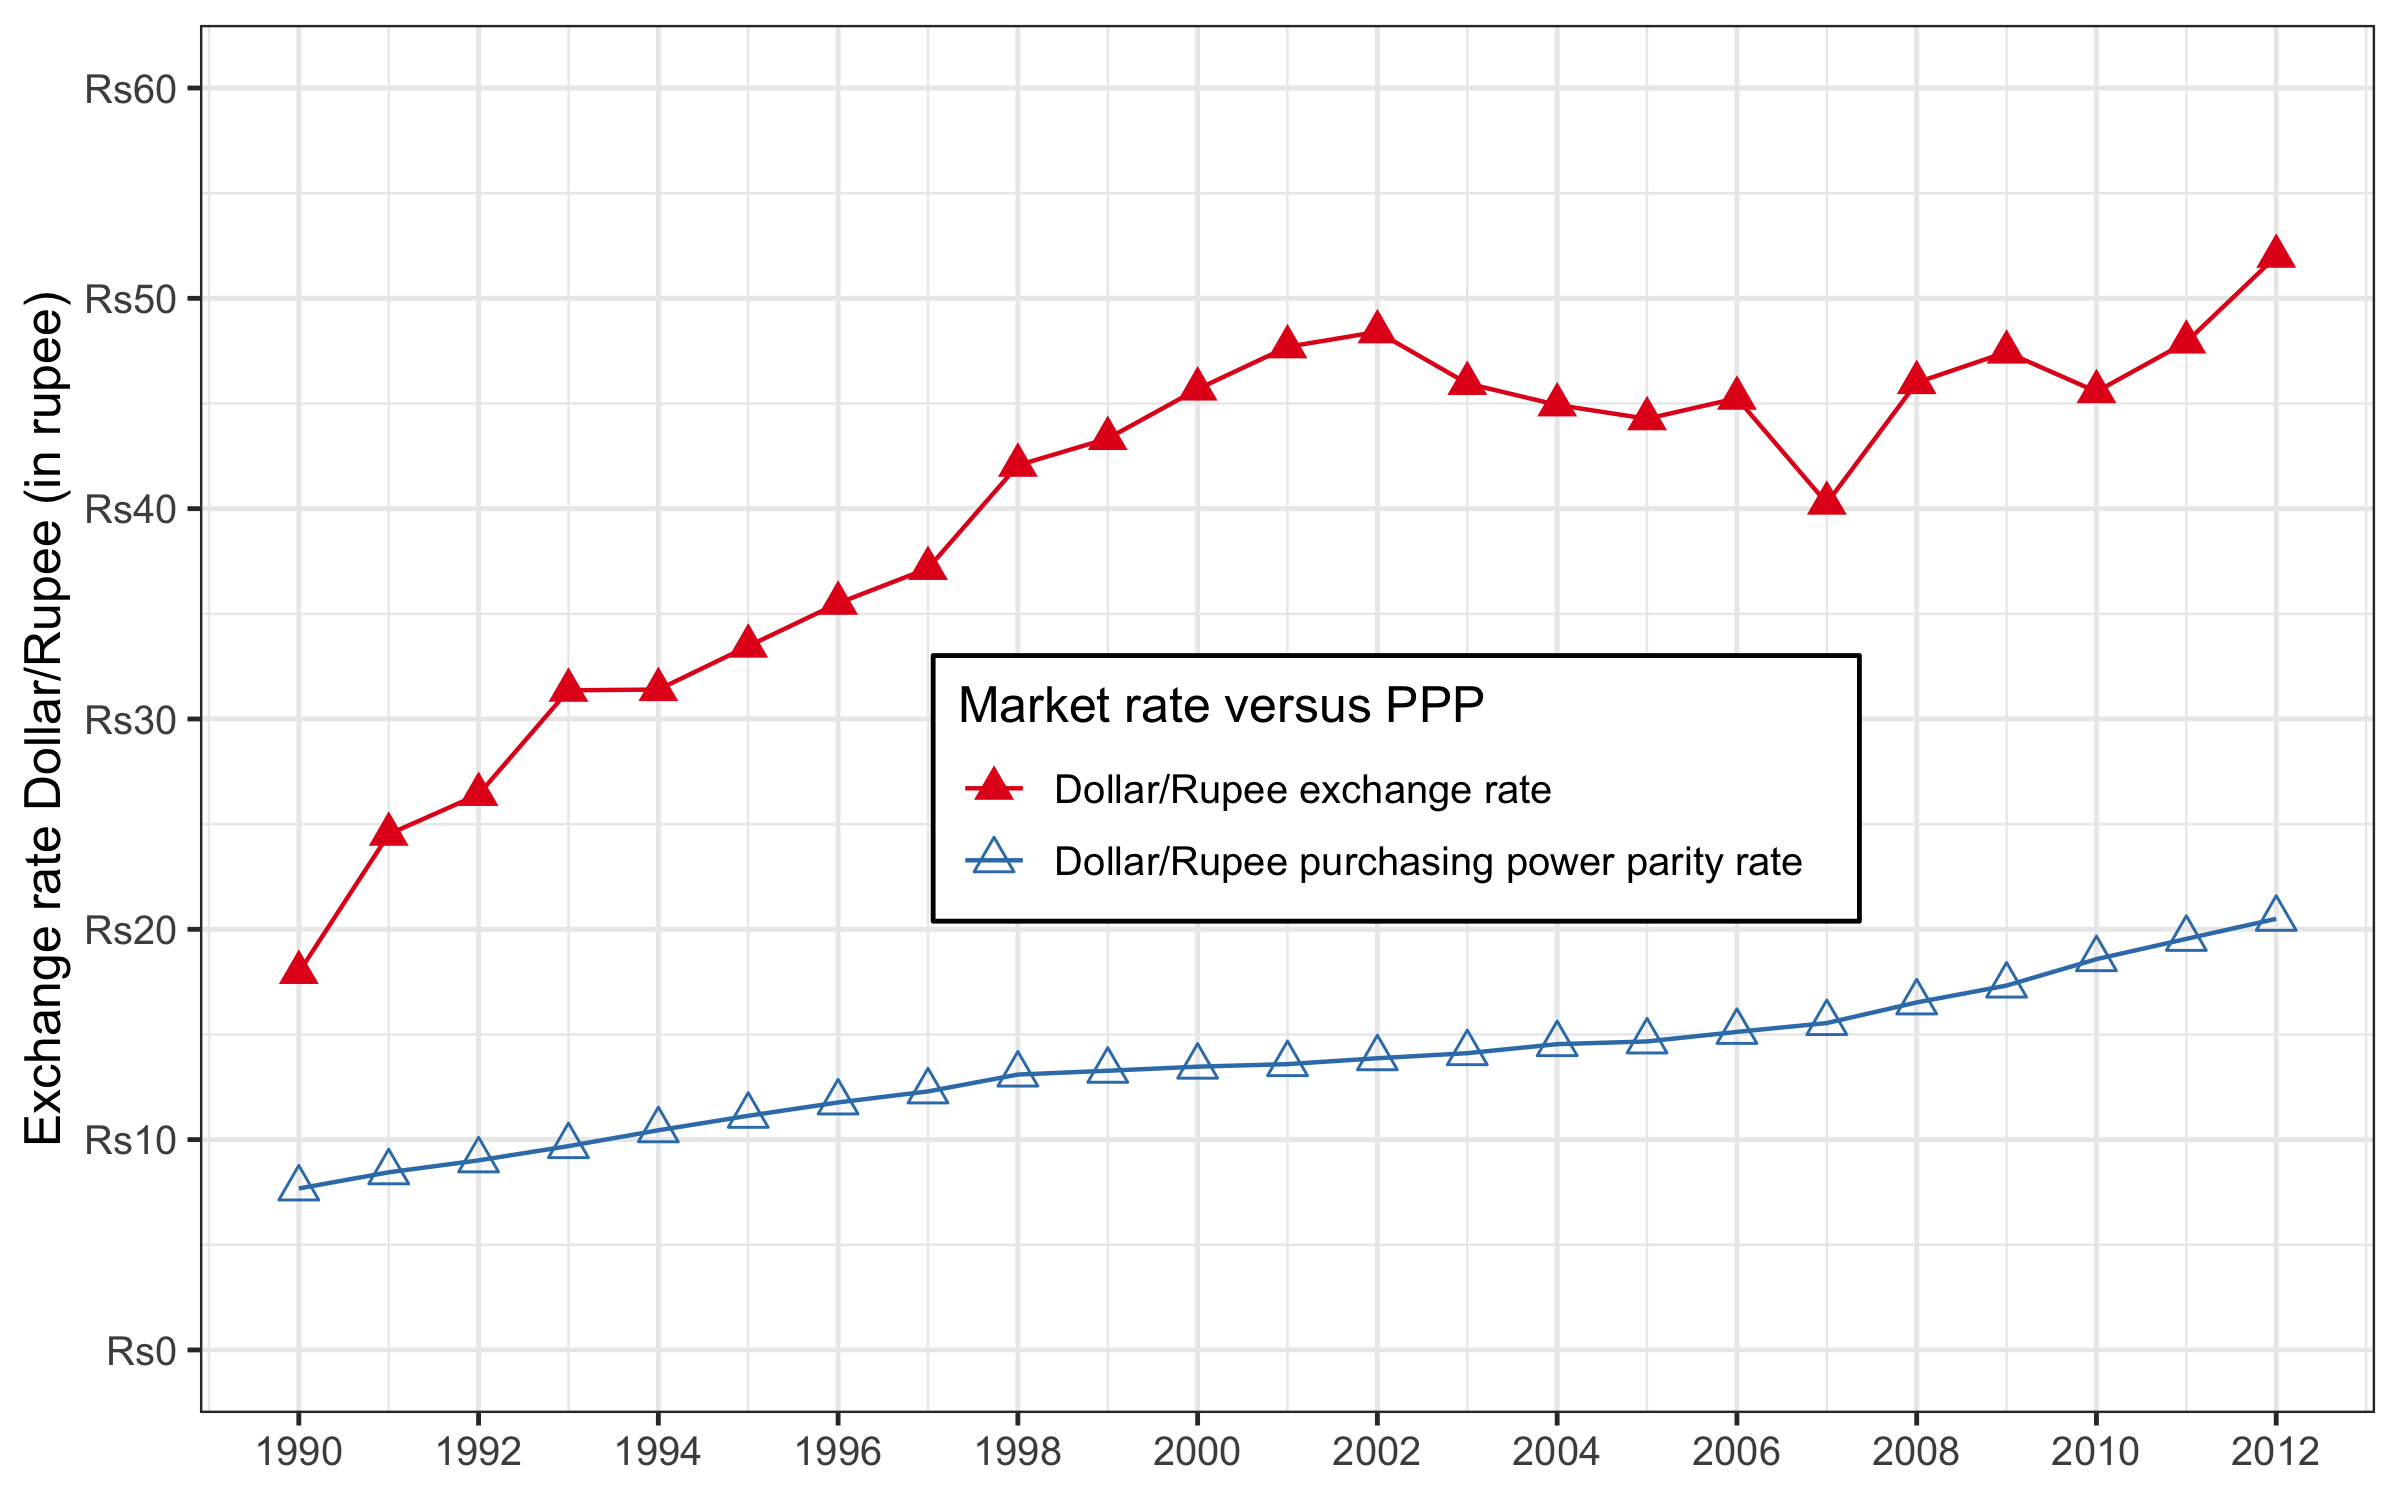 Exchange rate Dollar/Rupee (in rupee)
Rs60
Rs50
Rs40
Rs30
Rs20
Rs10
Rs0
Market rate versus PPP
Dollar/Rupee exchange rate
Dollar/Rupee purchasing power parity rate
1990 1992 1994 1996 1998 2000 2002 2004 2006 2008 2010 2012